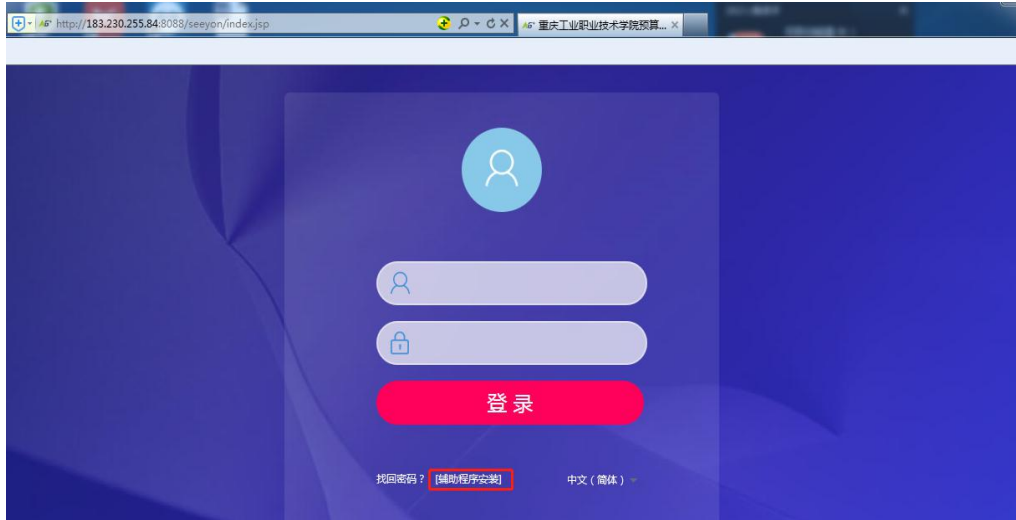 http://183.230.255.84:8088/seeyon/index.jsp
重庆工业职业技术学院预算...
登录
找回密码？ [辅助程序安装] 中文（简体）